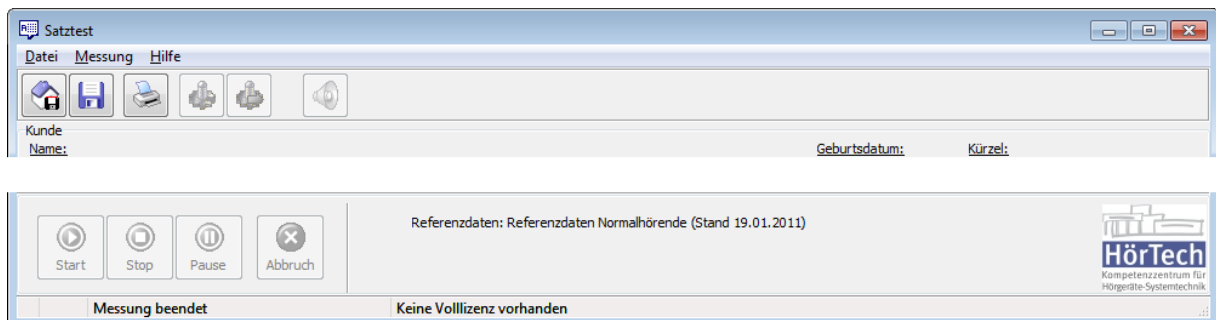 Satztest
Datei Messung Hilfe
Kunde
Name: Geburtsdatum: Kürzel:
Referenzdaten: Referenzdaten Normalhörende (Stand 19.01.2011)
Start Stop Pause Abbruch
HörTech
Kompetenzzentrum für
Hörgeräte-Systemtechnik
Messung beendet Keine Volllizenz vorhanden